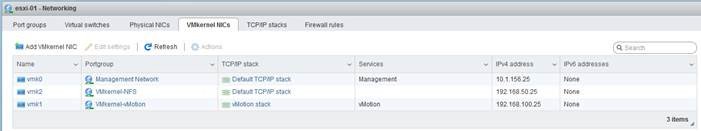 esxi-01 - Networking
Port groups Virtual switches Physical NICs VMkernel NICs TCP/IP stacks Firewall rules
Add VMkernel NIC Edit settings Refresh Actions Search
Name Portgroup TCP/IP stack Services IPv4 address IPv6 addresses
vmk0 Management Network Default TCP/IP stack Management 10.1.156.25 None
vmk2 VMkernel-NFS Default TCP/IP stack 192.168.50.25 None
vmk1 VMkernel-vMotion vMotion stack vMotion 192.168.100.25 None
3 items